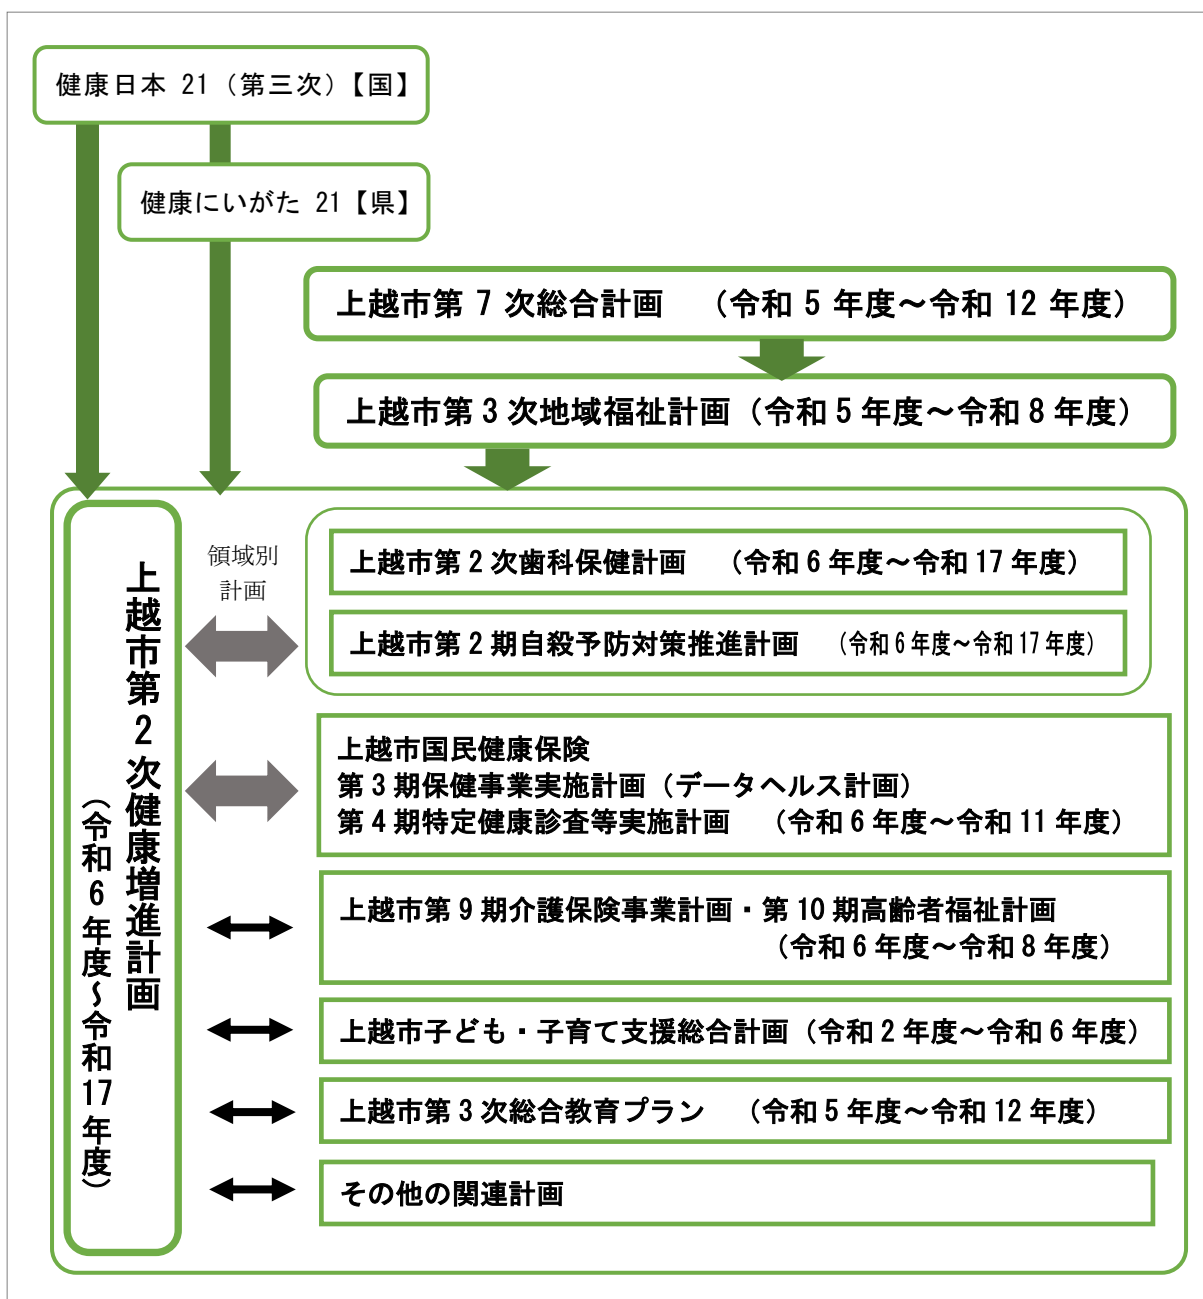 健康日本 21（第三次）【国】
健康にいがた 21【県】
上越市第 7 次総合計画　（令和 5 年度～令和 12 年度）
上越市第 3 次地域福祉計画（令和 5 年度～令和 8 年度）
上越市第２次健康増進計画
（令和６年度～令和17年度）
領域別
計画
上越市第 2 次歯科保健計画　（令和 6 年度～令和 17 年度）
上越市第 2 期自殺予防対策推進計画　（令和 6 年度～令和 17 年度）
上越市国民健康保険
第 3 期保健事業実施計画（データヘルス計画）
第 4 期特定健康診査等実施計画　（令和 6 年度～令和 11 年度）
上越市第 9 期介護保険事業計画・第 10 期高齢者福祉計画
（令和 6 年度～令和 8 年度）
上越市子ども・子育て支援総合計画（令和 2 年度～令和 6 年度）
上越市第 3 次総合教育プラン　（令和 5 年度～令和 12 年度）
その他の関連計画